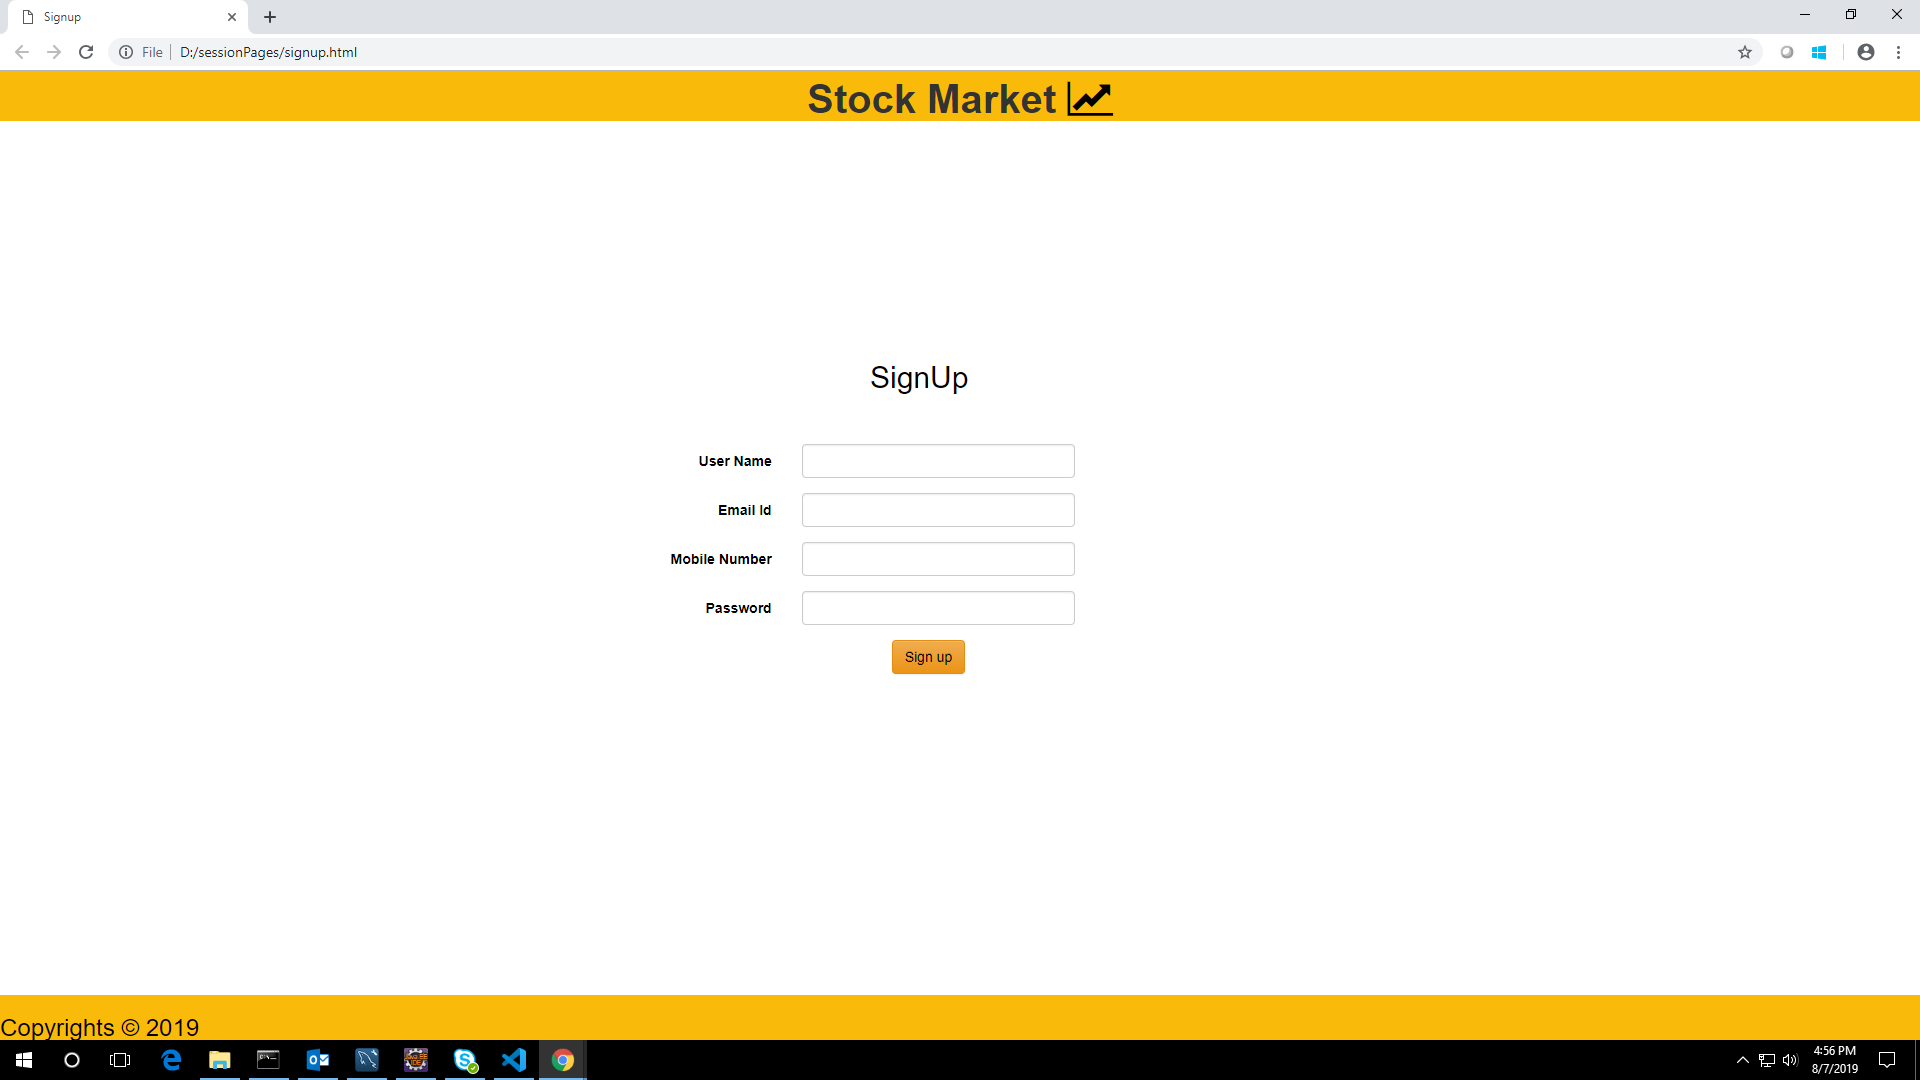 Signup
File D:/sessionPages/signup.html
Stock Market
SignUp
User Name
Email Id
Mobile Number
Password
Sign up
Copyrights © 2019
4:56 PM
8/7/2019